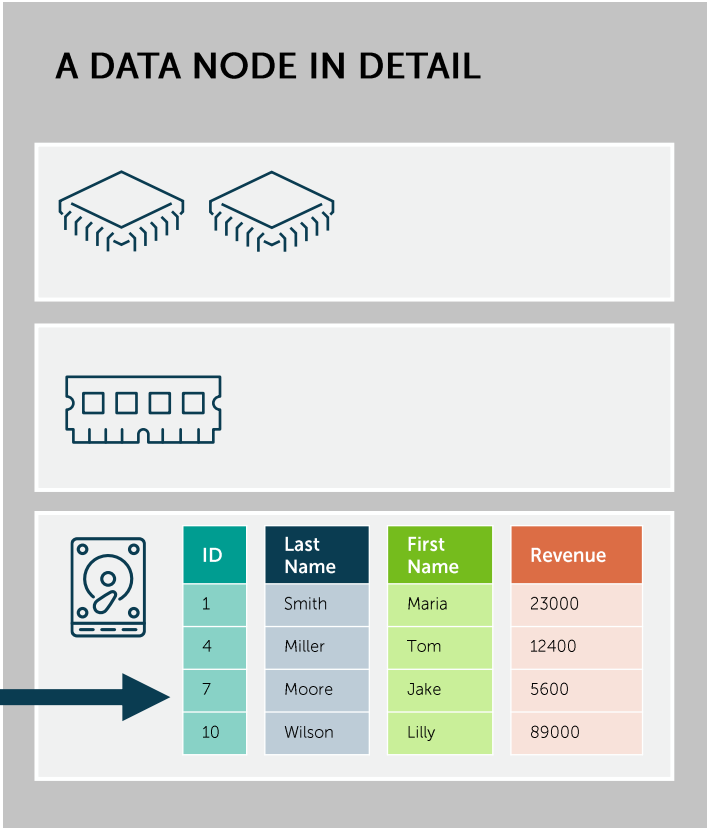 A DATA NODE IN DETAIL
ID Last Name First Name Revenue
1 Smith Maria 23000
4 Miller Tom 12400
7 Moore Jake 5600
10 Wilson Lilly 89000